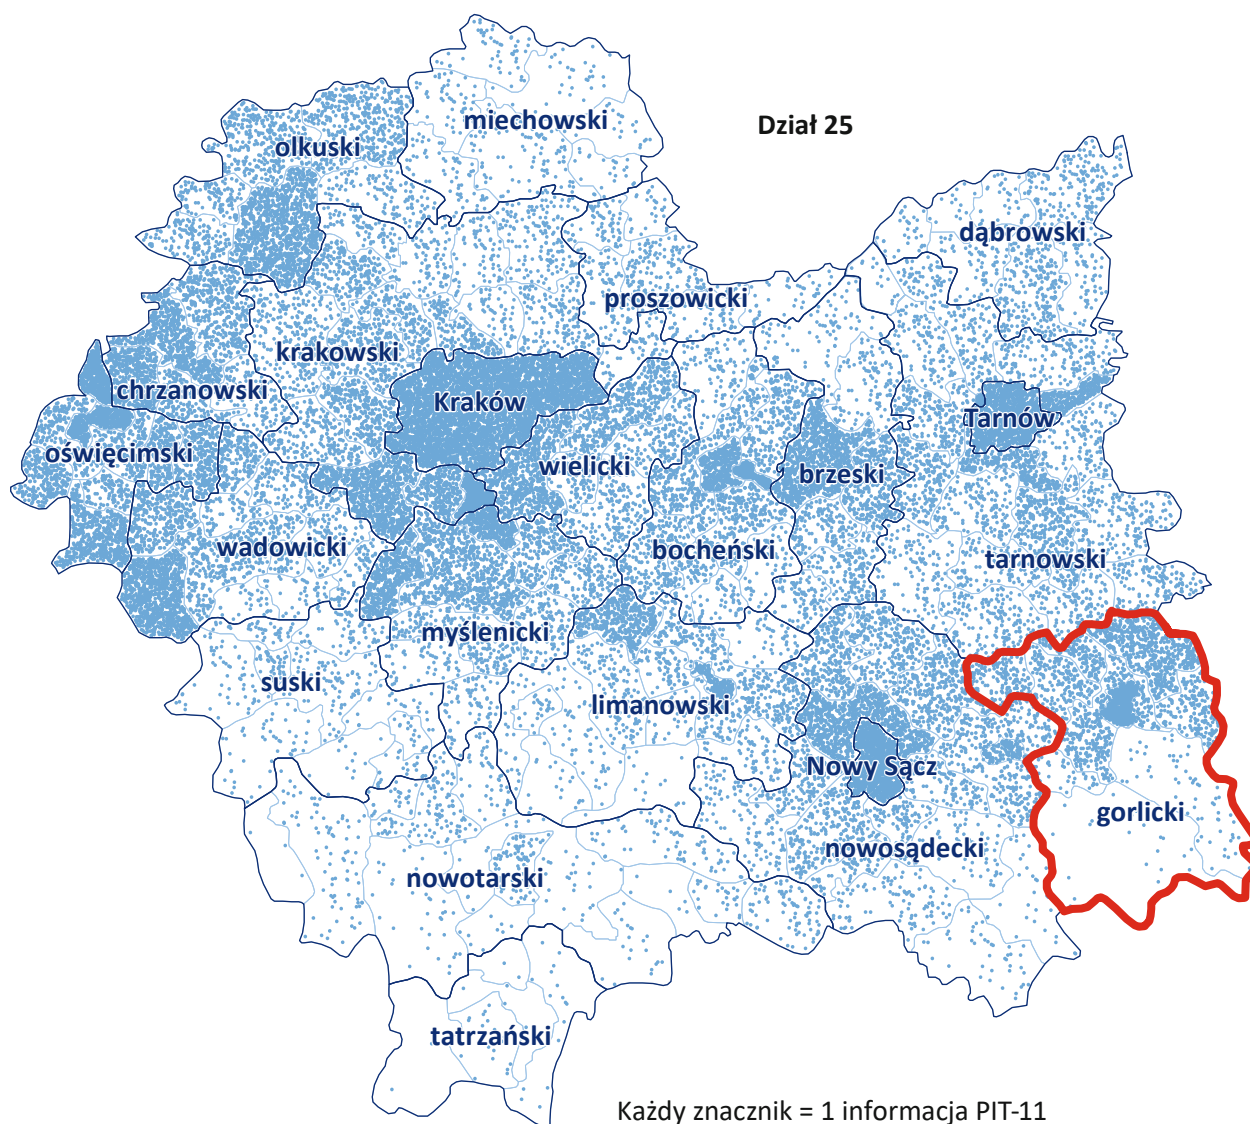 miechowski
Dział 25
olkuski
dąbrowski
proszowicki
krakowski
chrzanowski
Kraków
Tarnów
oświęcimski
wielicki
brzeski
wadowicki
bocheński
tarnowski
myślenicki
suski
limanowski
Nowy Sącz
gorlicki
nowosądecki
nowotarski
tatrzański
Każdy znacznik = 1 informacja PIT-11